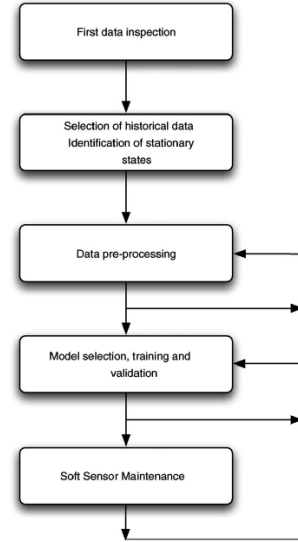 First data inspection
Selection of historical data
Identification of stationary
states
Data pre-processing
Model selection, training and
validation
Soft Sensor Maintenance